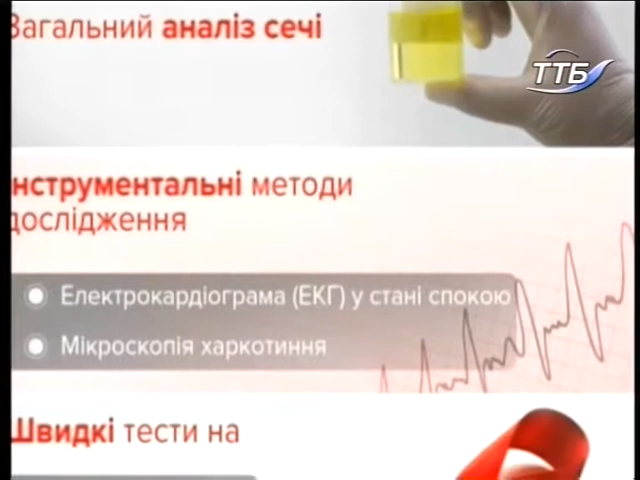 Загальний аналіз сечі
ТТБ
нструментальні методи
дослідження
Електрокардіограма (ЕКГ) у стані спокою
Мікроскопія харкотиння
Швидкі тести на